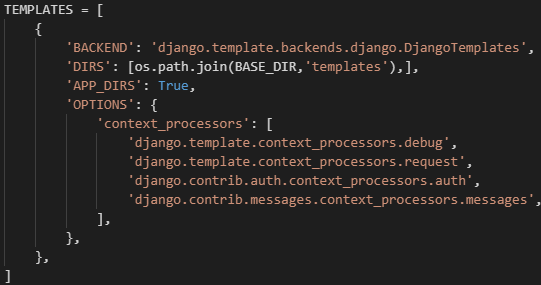 TEMPLATES = [
    {
        'BACKEND': 'django.template.backends.django.DjangoTemplates',
        'DIRS': [os.path.join(BASE_DIR,'templates'),],
        'APP_DIRS': True,
        'OPTIONS': {
            'context_processors': [
                'django.template.context_processors.debug',
                'django.template.context_processors.request',
                'django.contrib.auth.context_processors.auth',
                'django.contrib.messages.context_processors.messages',
            ],
        },
    },
]